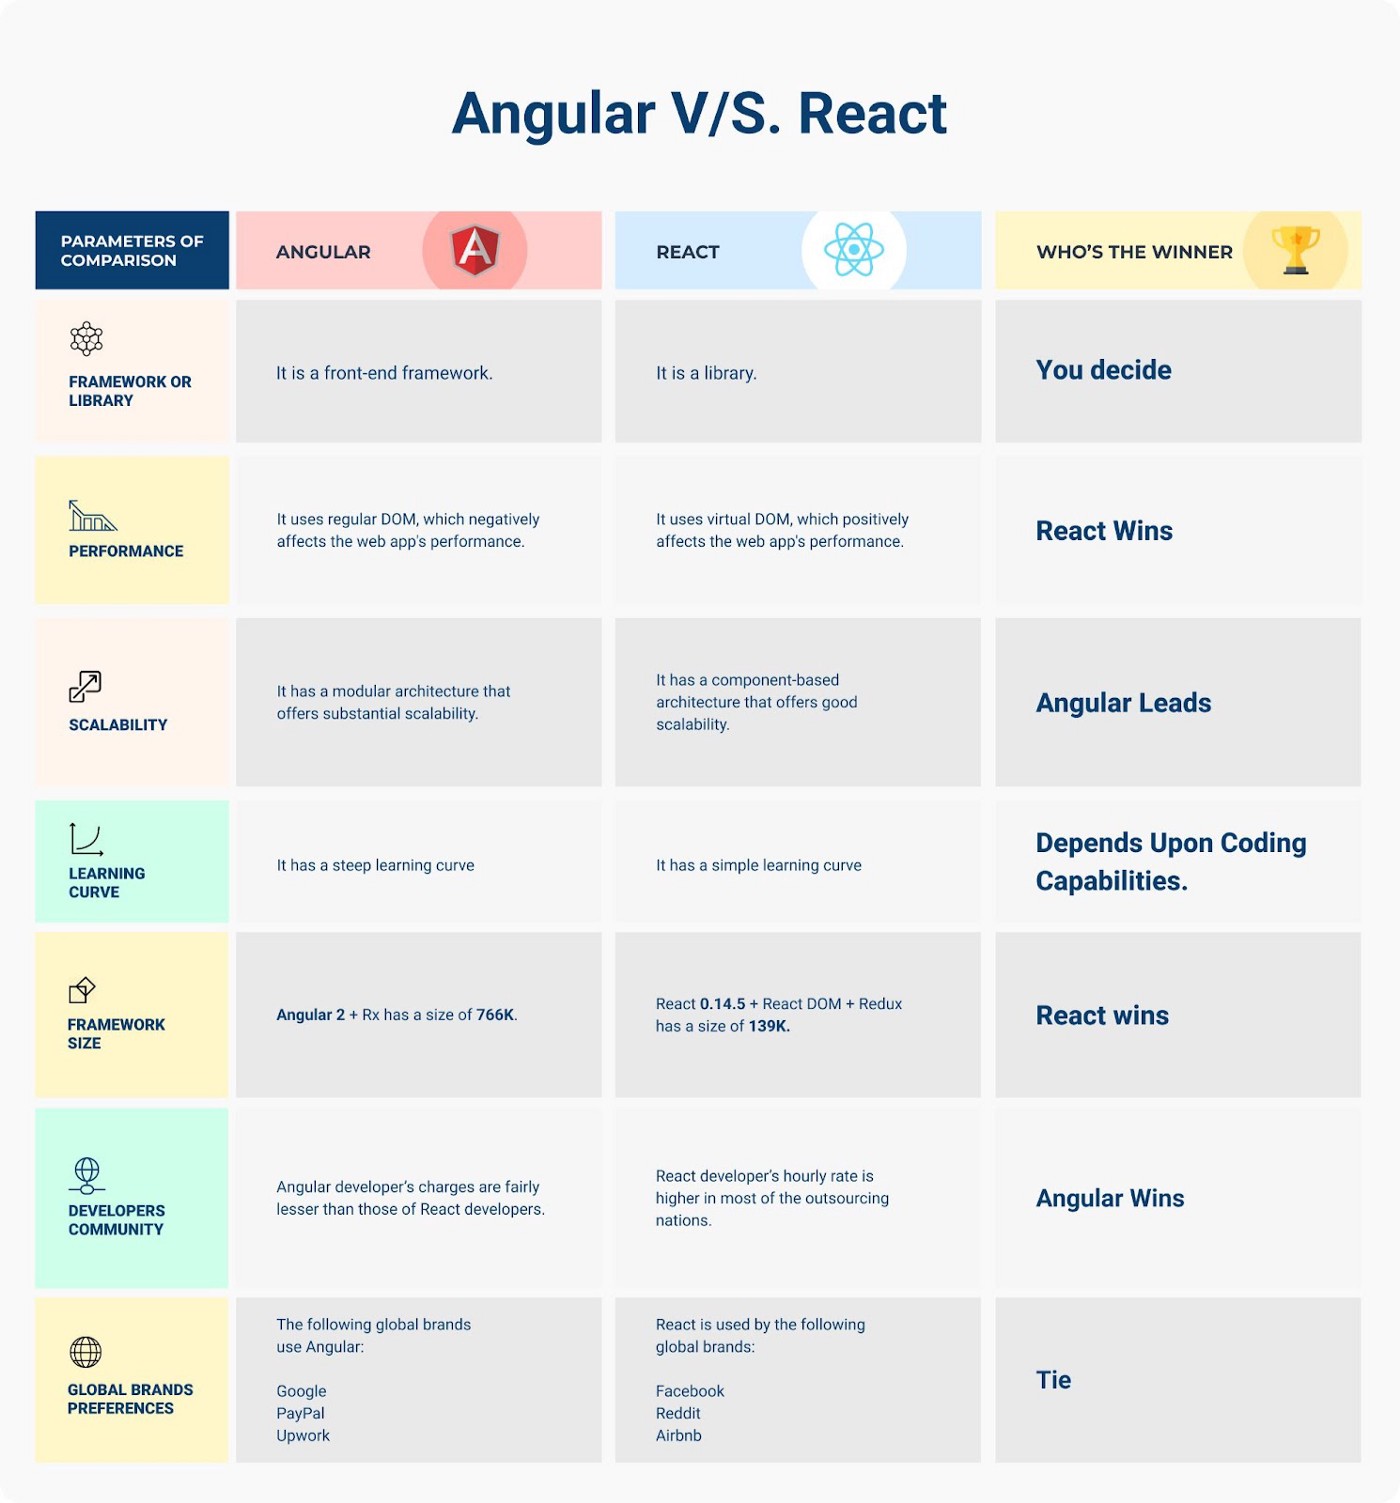 Angular V/S. React
PARAMETERS OF
COMPARISON
ANGULAR
REACT
WHO'S THE WINNER
FRAMEWORK OR
LIBRARY
It is a front-end framework.
It is a library.
You decide
PERFORMANCE
It uses regular DOM, which negatively
affects the web app's performance.
It uses virtual DOM, which positively
affects the web app's performance.
React Wins
SCALABILITY
It has a modular architecture that
offers substantial scalability.
It has a component-based
architecture that offers good
scalability.
Angular Leads
LEARNING
CURVE
It has a steep learning curve
It has a simple learning curve
Depends Upon Coding
Capabilities.
FRAMEWORK
SIZE
Angular 2 + Rx has a size of 766K.
React 0.14.5 + React DOM + Redux
has a size of 139K.
React wins
DEVELOPERS
COMMUNITY
Angular developer's charges are fairly
lesser than those of React developers.
React developer's hourly rate is
higher in most of the outsourcing
nations.
Angular Wins
GLOBAL BRANDS
PREFERENCES
The following global brands
use Angular:
Google
PayPal
Upwork
React is used by the following
global brands:
Facebook
Reddit
Airbnb
Tie